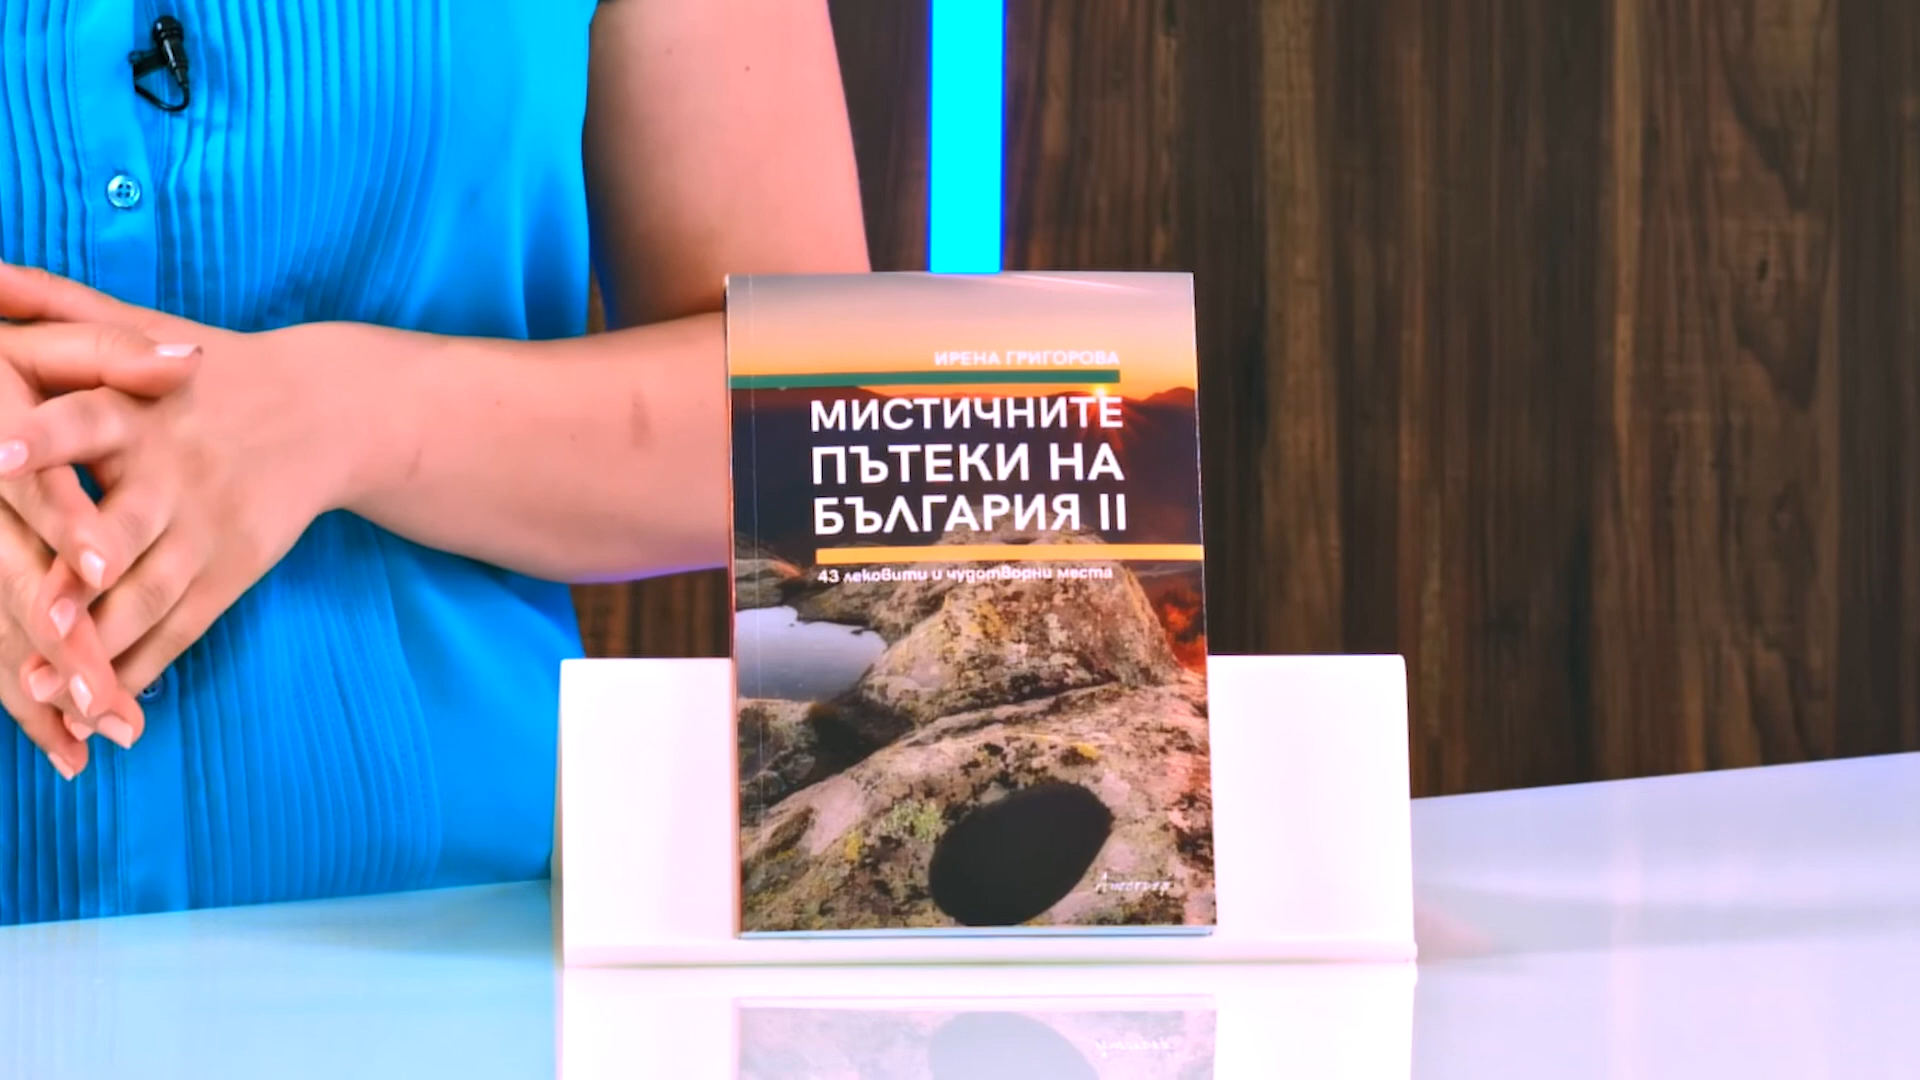 ИРЕНА ГРИГОРОВА
МИСТИЧНИТЕ
ПЪТЕКИ НА
БЪЛГАРИЯ II
43 лековити и чудотворни места